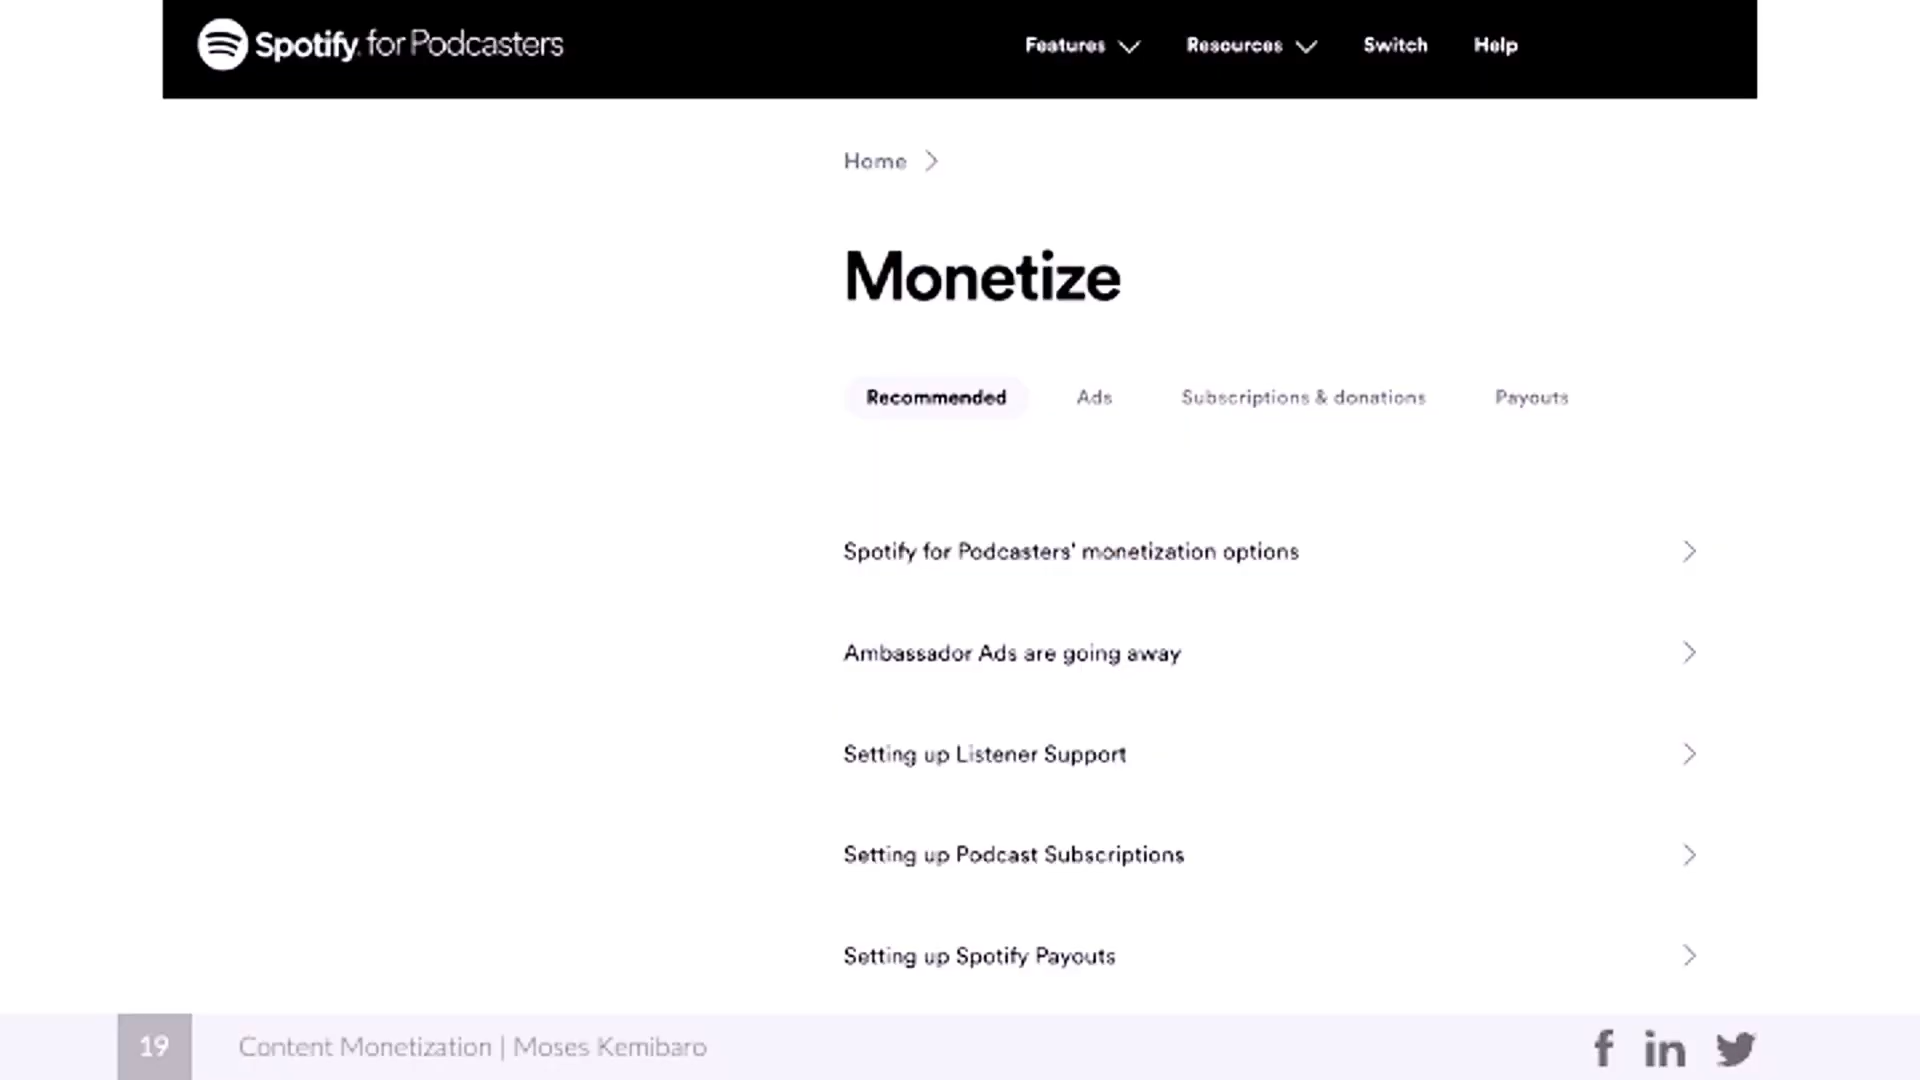 Spotify for Podcasters
Features
Resources
Switch
Help
Home
Monetize
Recommended
Ads
Subscriptions & donations
Payouts
Spotify for Podcasters' monetization options
Ambassador Ads are going away
Setting up Listener Support
Setting up Podcast Subscriptions
Setting up Spotify Payouts
19
Content Monetization | Moses Kemibaro
f
in